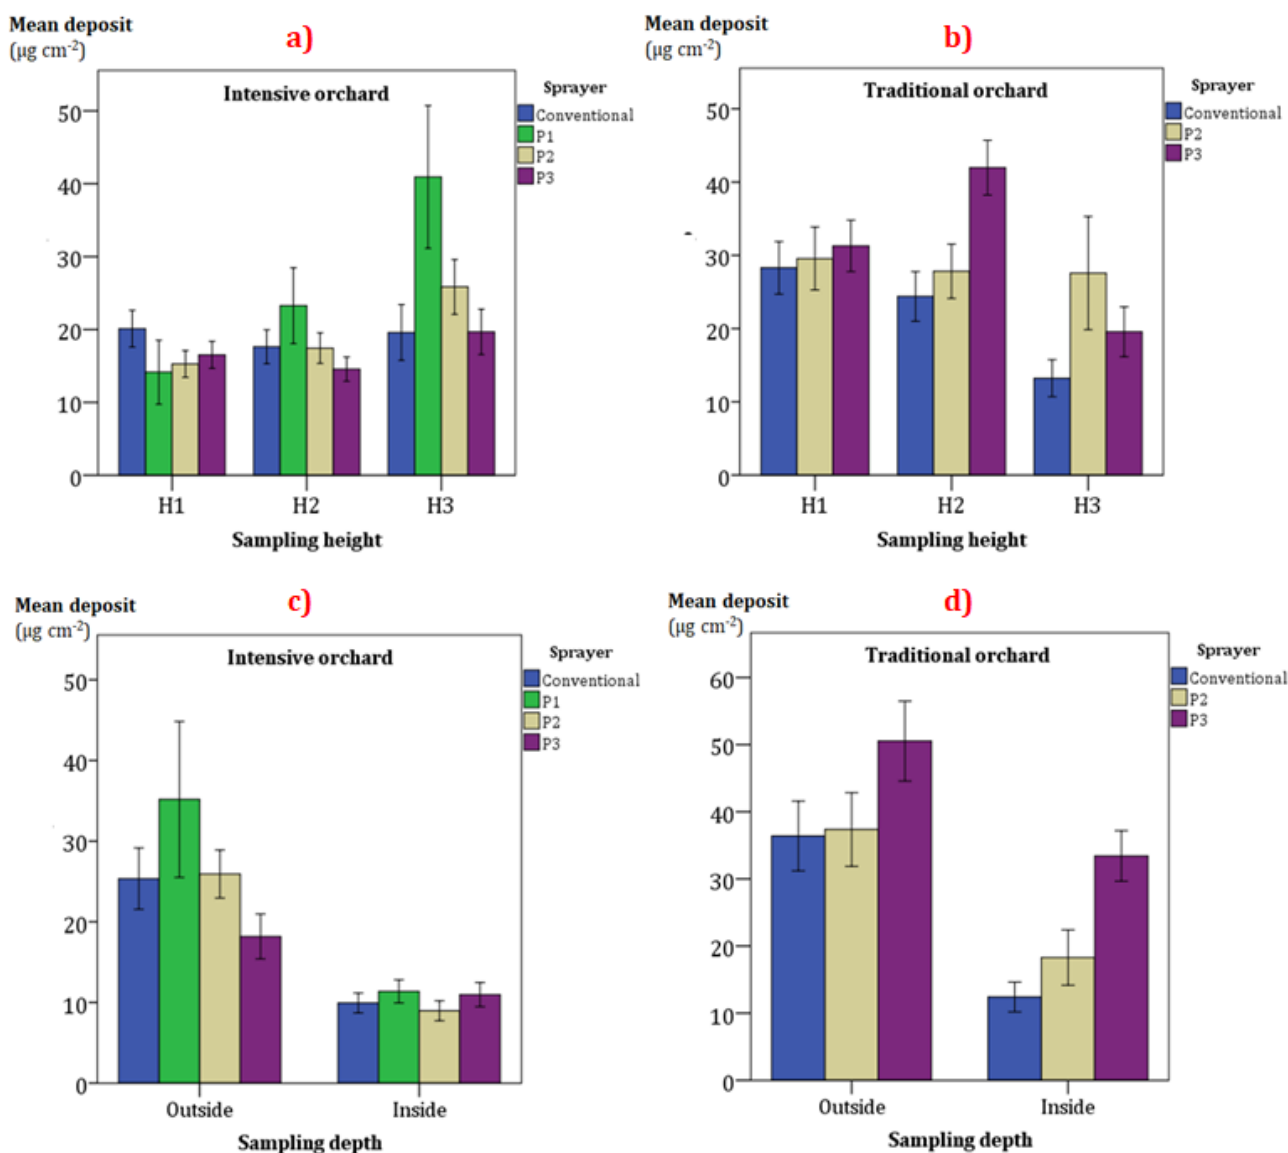 Mean deposit
(µg cm-2)
a)
Intensive orchard
Sprayer
Conventional
P1
P2
P3
50
40
30
20
10
0
H1 H2 H3
Sampling height
Mean deposit
(µg cm-2)
b)
Traditional orchard
Sprayer
Conventional
P2
P3
50
40
30
20
10
0
H1 H2 H3
Sampling height
Mean deposit
(µg cm-2)
c)
Intensive orchard
Sprayer
Conventional
P1
P2
P3
50
40
30
20
10
0
Outside Inside
Sampling depth
Mean deposit
(µg cm-2)
d)
Traditional orchard
Sprayer
Conventional
P2
P3
60
50
40
30
20
10
0
Outside Inside
Sampling depth